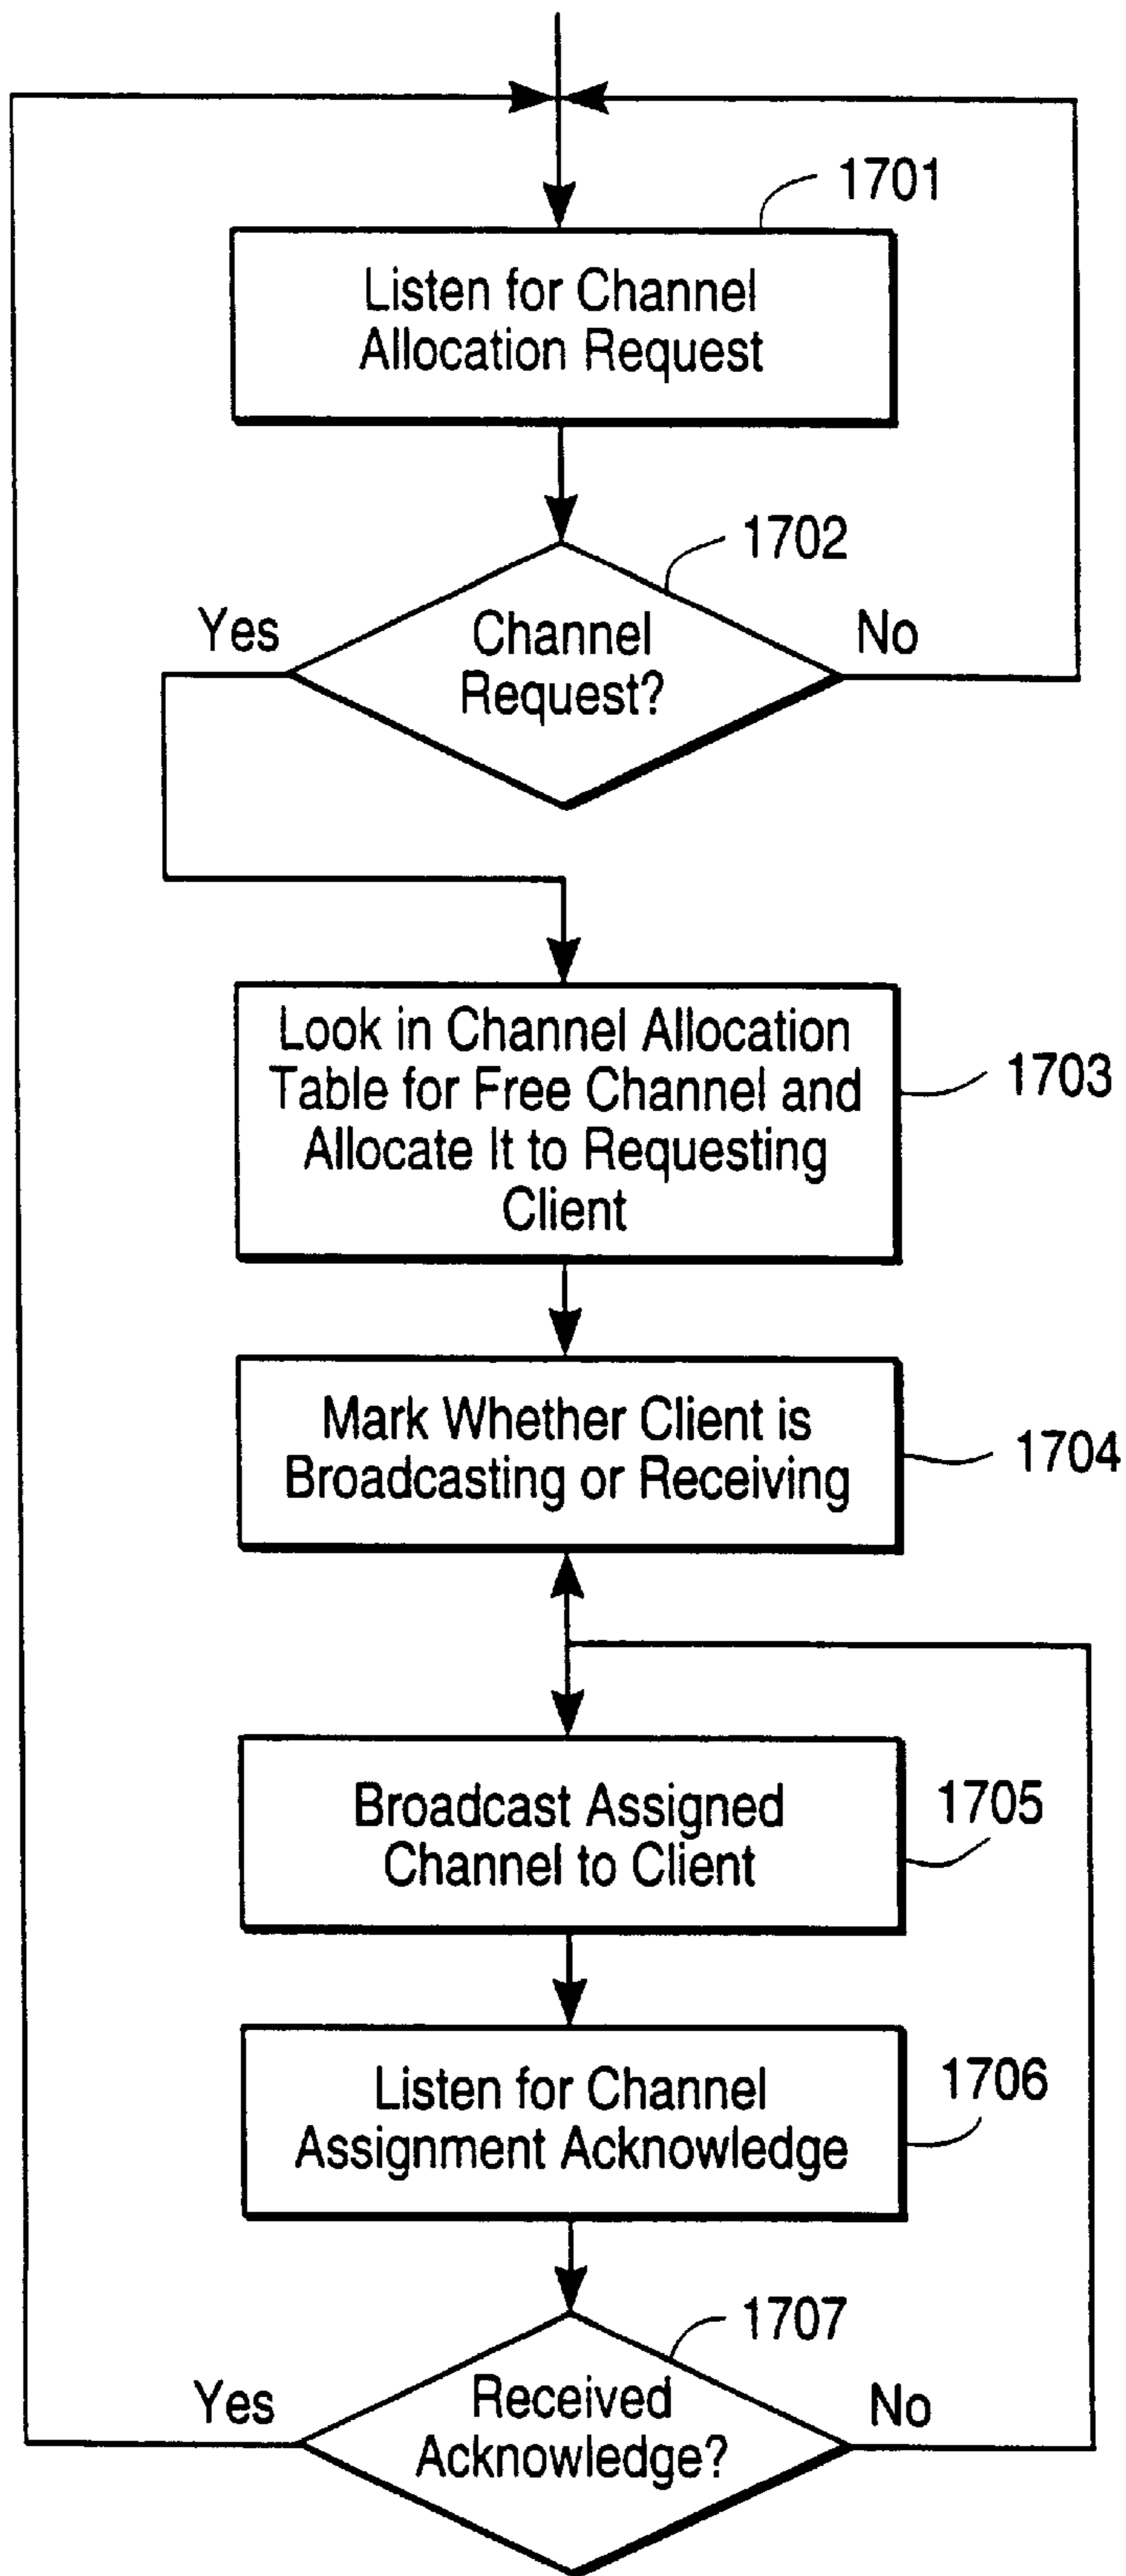 1701
Listen for Channel
Allocation Request
1702
Yes
Channel
Request?
No
Look in Channel Allocation
Table for Free Channel and
Allocate It to Requesting
Client
1703
Mark Whether Client is
Broadcasting or Receiving
1704
Broadcast Assigned
Channel to Client
1705
Listen for Channel
Assignment Acknowledge
1706
1707
Yes
Received
Acknowledge?
No